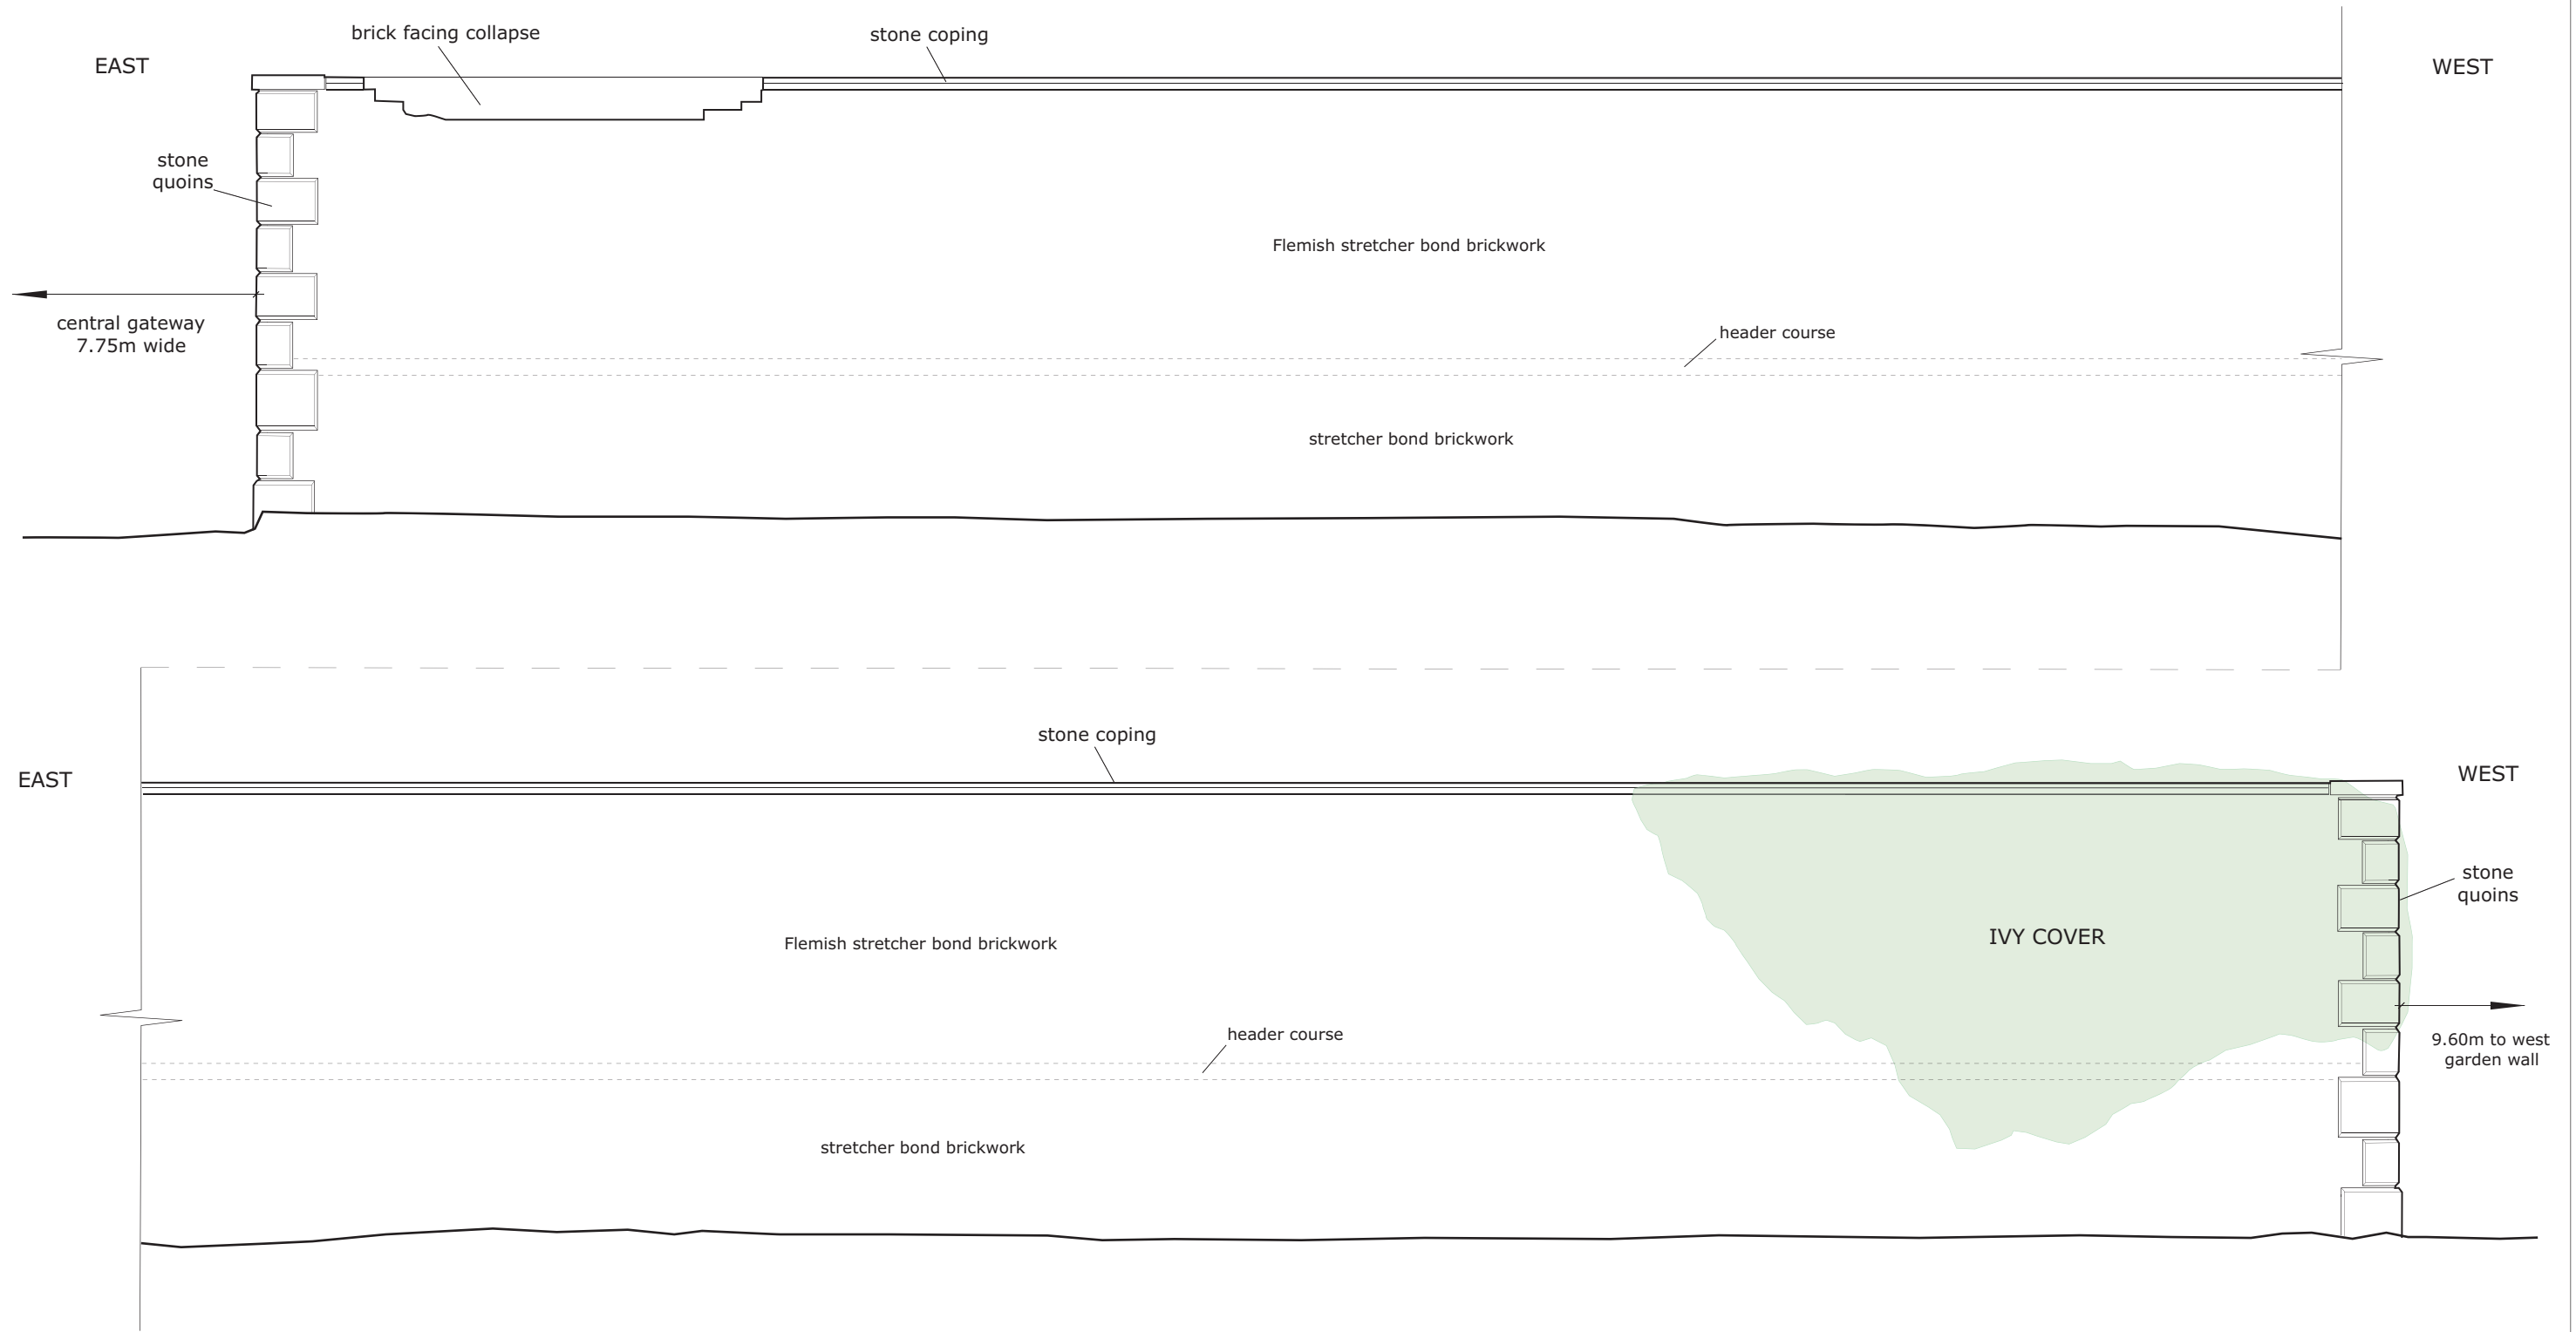 brick facing collapse
stone coping
EAST
WEST
stone
quoins
Flemish stretcher bond brickwork
central gateway
7.75m wide
header course
stretcher bond brickwork
stone coping
EAST
WEST
stone
quoins
IVY COVER
Flemish stretcher bond brickwork
header course
9.60m to west
garden wall
stretcher bond brickwork